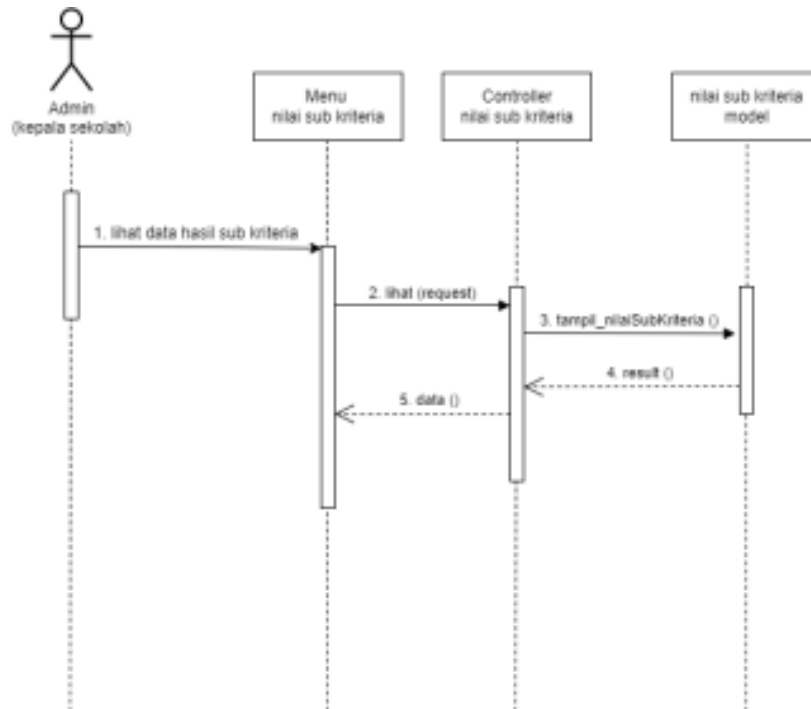 Admin
(kepala sekolah)
Menu
nilai sub kriteria
Controller
nilai sub kriteria
nilai sub kriteria
model
1. lihat data hasil sub kriteria
2. lihat (request)
3. tampil_nilaiSubKriteria ()
4. result ()
5. data ()